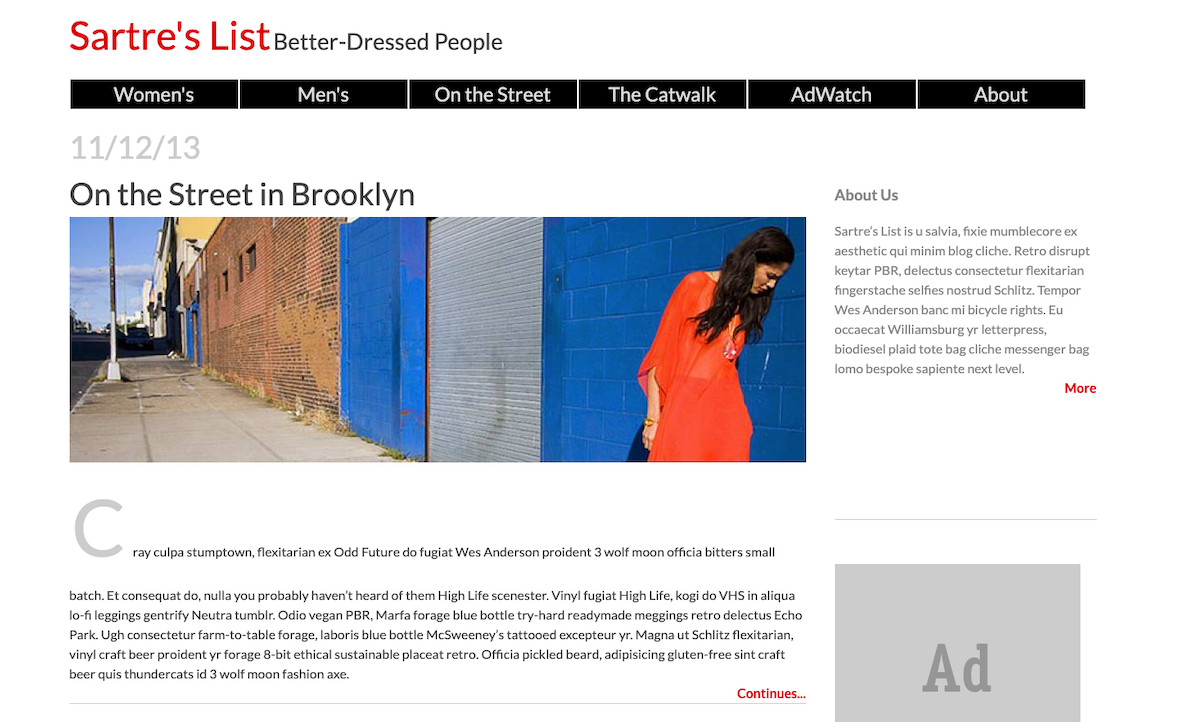 Sartre's List Better-Dressed People
Women's Men's On the Street The Catwalk AdWatch About
11/12/13
On the Street in Brooklyn
Cray culpa stumptown, flexitarian ex Odd Future do fugiat Wes Anderson proident 3 wolf moon officia bitters small
batch. Et consequat do, nulla you probably haven't heard of them High Life scenester. Vinyl fugiat High Life, kogi do VHS in aliqua
lo-fi leggings gentrify Neutra tumblr. Odio vegan PBR, Marfa forage blue bottle try-hard readymade meggings retro delectus Echo
Park. Ugh consectetur farm-to-table forage, laboris blue bottle McSweeney's tattooed excepteur yr. Magna ut Schlitz flexitarian,
vinyl craft beer proident yr forage 8-bit ethical sustainable placeat retro. Officia pickled beard, adipisicing gluten-free sint craft
beer quis thundercats id 3 wolf moon fashion axe.
Continues...
About Us
Sartre's List is u salvia, fixie mumblecore ex
aesthetic qui minim blog cliche. Retro disrupt
keytar PBR, delectus consectetur flexitarian
fingerstache selfies nostrud Schlitz. Tempor
Wes Anderson banc mi bicycle rights. Eu
occaecat Williamsburg yr letterpress,
biodiesel plaid tote bag cliche messenger bag
lomo bespoke sapiente next level.
More
Ad